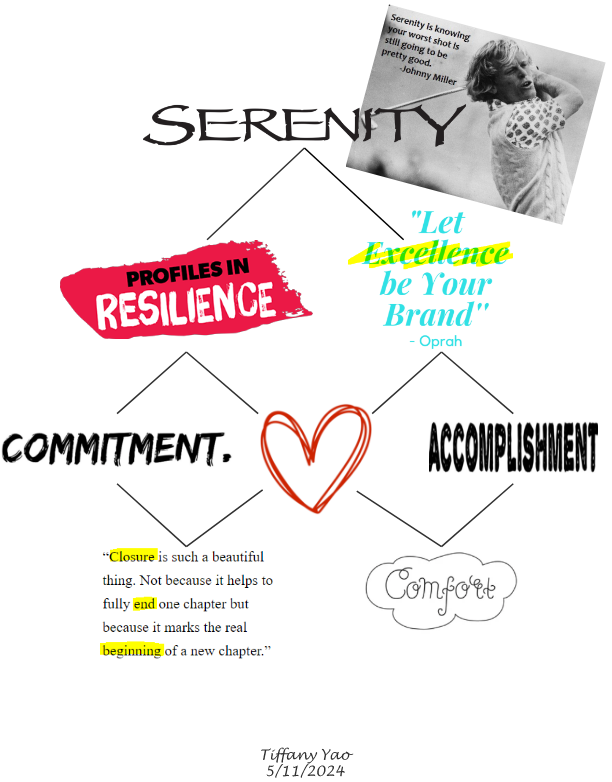 Serenity is knowing
your worst shot is
still going to be
pretty good.
-Johnny Miller
SERENITY
"Let
Excellence
be Your
Brand"
- Oprah
PROFILES IN
RESILIENCE
COMMITMENT.
ACCOMPLISHMENT
“Closure is such a beautiful
thing. Not because it helps to
fully end one chapter but
because it marks the real
beginning of a new chapter.”
Comfort
Tiffany Yao
5/11/2024